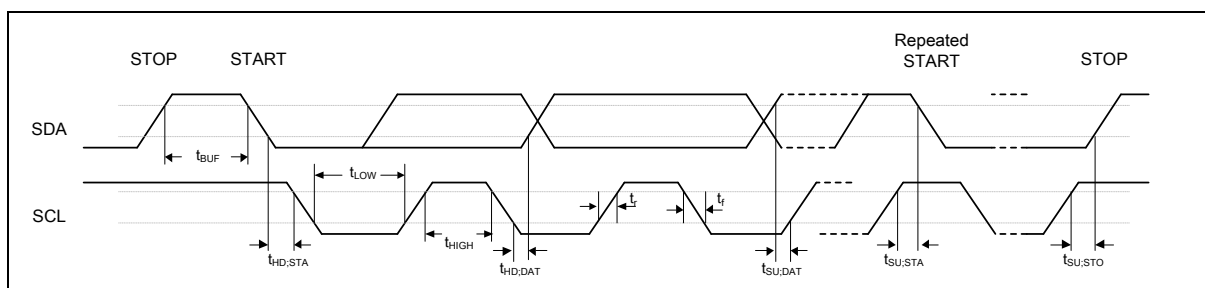 Repeated
STOP START START STOP
SDA
tBUF
tLOW
SCL
tr tf
tHIGH
tHD;STA tHD;DAT tSU;DAT tSU;STA tSU;STO